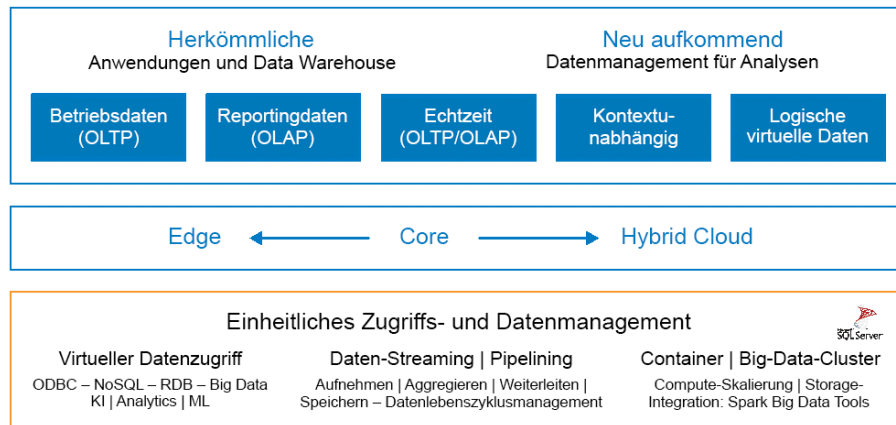 Herkömmliche
Anwendungen und Data Warehouse
Neu aufkommend
Datenmanagement für Analysen
Betriebsdaten
(OLTP)
Reportingdaten
(OLAP)
Echtzeit
(OLTP/OLAP)
Kontextu-
nabhängig
Logische
virtuelle Daten
Edge
Core
Hybrid Cloud
Einheitliches Zugriffs- und Datenmanagement
SQL Server
Virtueller Datenzugriff
ODBC – NoSQL – RDB – Big Data
KI | Analytics | ML
Daten-Streaming | Pipelining
Aufnehmen | Aggregieren | Weiterleiten |
Speichern – Datenlebenszyklusmanagement
Container | Big-Data-Cluster
Compute-Skalierung | Storage-
Integration: Spark Big Data Tools